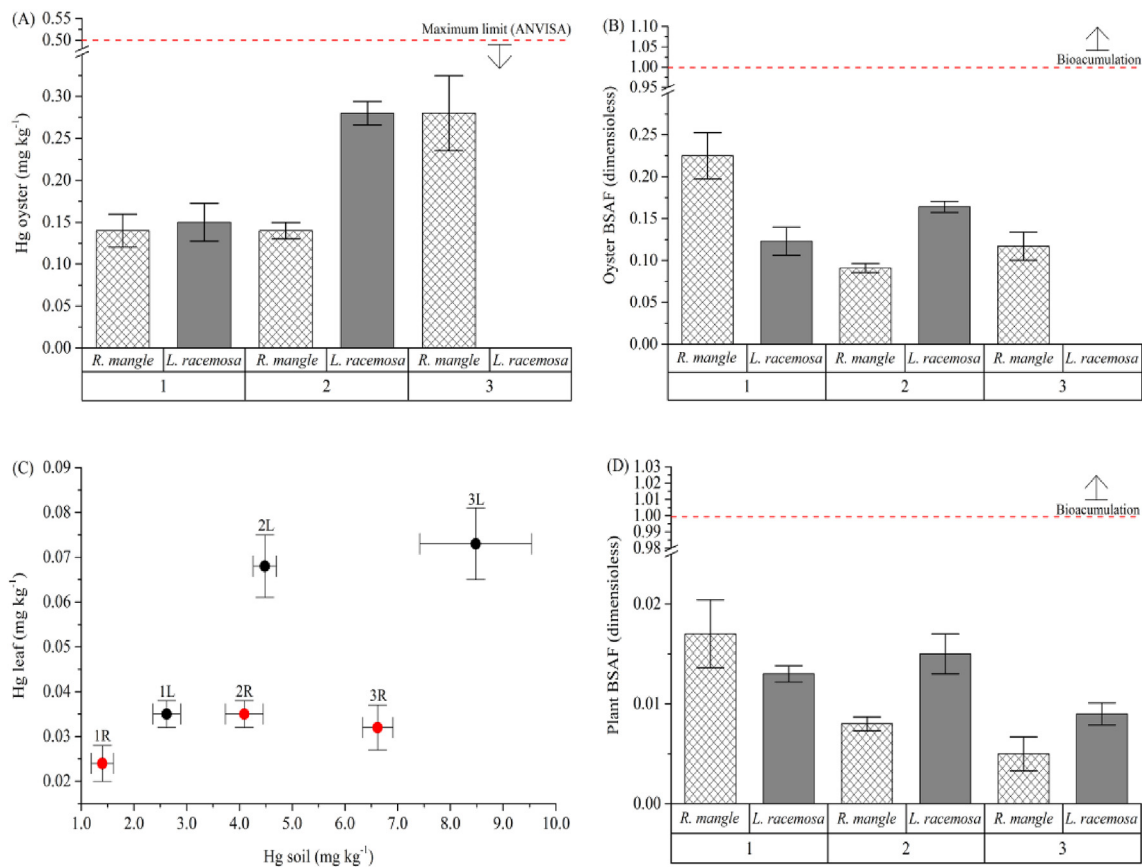 (A)
Maximum limit (ANVISA)
Hg oyster (mg kg⁻¹)
0.55
0.50
0.30
0.25
0.20
0.15
0.10
0.05
0.00
R. mangle L. racemosa R. mangle L. racemosa R. mangle L. racemosa
1 2 3
(B)
Bioacumulation
Oyster BSAF (dimensioless)
1.10
1.05
1.00
0.95
0.25
0.20
0.15
0.10
0.05
0.00
R. mangle L. racemosa R. mangle L. racemosa R. mangle L. racemosa
1 2 3
(C)
Hg leaf (mg kg⁻¹)
0.09
0.08
0.07
0.06
0.05
0.04
0.03
0.02
3L
2L
1L 2R
3R
1R
1.0 2.0 3.0 4.0 5.0 6.0 7.0 8.0 9.0 10.0
Hg soil (mg kg⁻¹)
(D)
Bioacumulation
Plant BSAF (dimensioless)
1.03
1.02
1.01
1.00
0.99
0.98
0.02
0.01
0.00
R. mangle L. racemosa R. mangle L. racemosa R. mangle L. racemosa
1 2 3